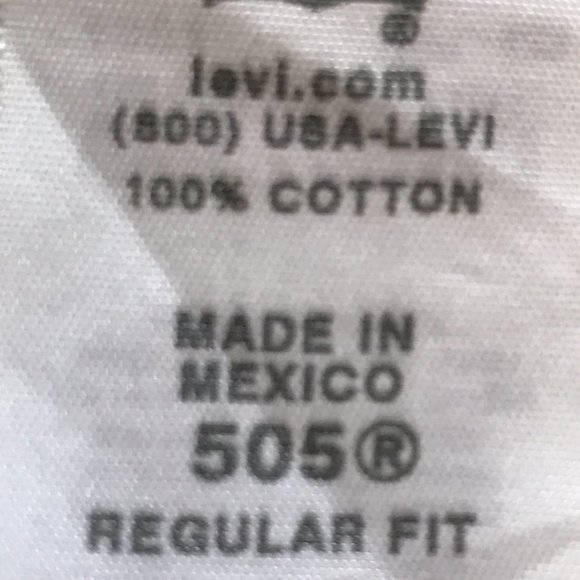 ®
levi.com
(800) USA-LEVI
100% COTTON
MADE IN
MEXICO
505®
REGULAR FIT